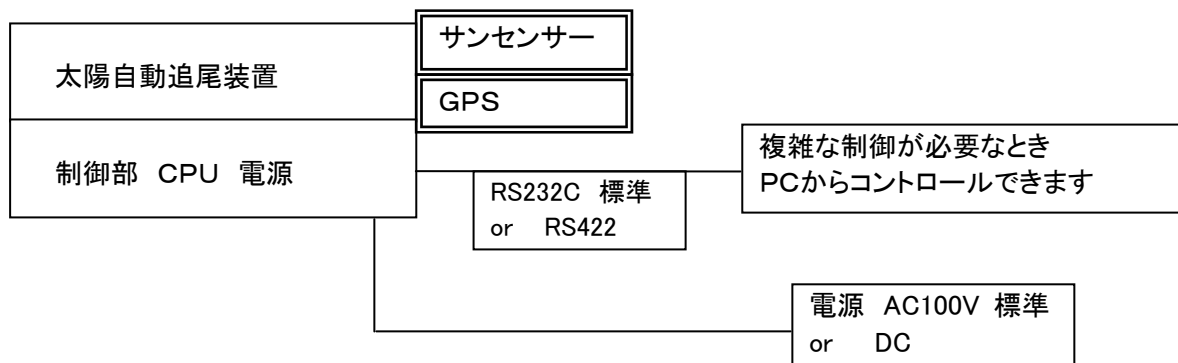 サンセンサー
太陽自動追尾装置
GPS
制御部 CPU 電源
複雑な制御が必要なとき
PCからコントロールできます
RS232C 標準
or RS422
電源 AC100V 標準
or DC